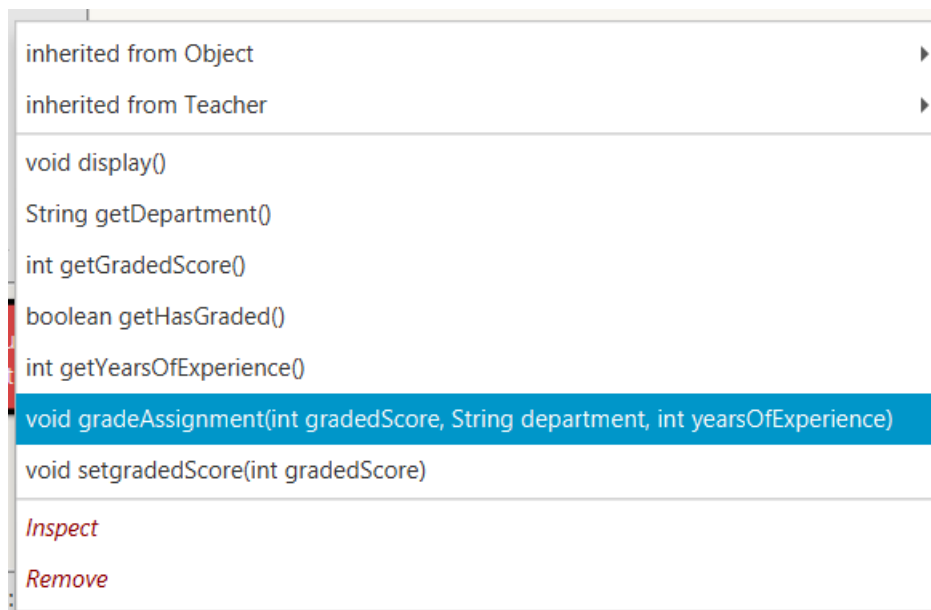 inherited from Object
inherited from Teacher
void display()
String getDepartment()
int getGradedScore()
boolean getHasGraded()
int getYearsOfExperience()
void gradeAssignment(int gradedScore, String department, int yearsOfExperience)
void setgradedScore(int gradedScore)
Inspect
Remove